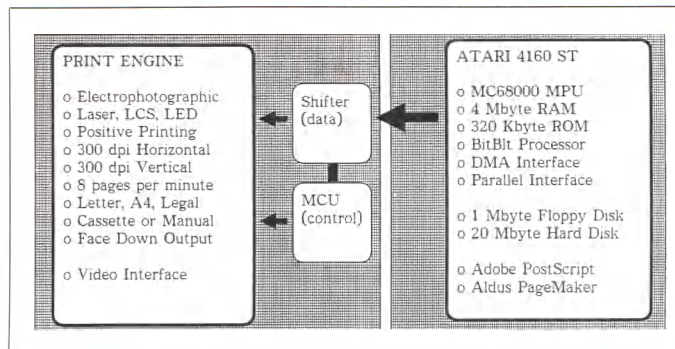 PRINT ENGINE
o Electrophotographic
o Laser, LCS, LED
o Positive Printing
o 300 dpi Horizontal
o 300 dpi Vertical
o 8 pages per minute
o Letter, A4, Legal
o Cassette or Manual
o Face Down Output
o Video Interface
Shifter
(data)
MCU
(control)
ATARI 4160 ST
o MC68000 MPU
o 4 Mbyte RAM
o 320 Kbyte ROM
o BitBlt Processor
o DMA Interface
o Parallel Interface
o 1 Mbyte Floppy Disk
o 20 Mbyte Hard Disk
o Adobe PostScript
o Aldus PageMaker